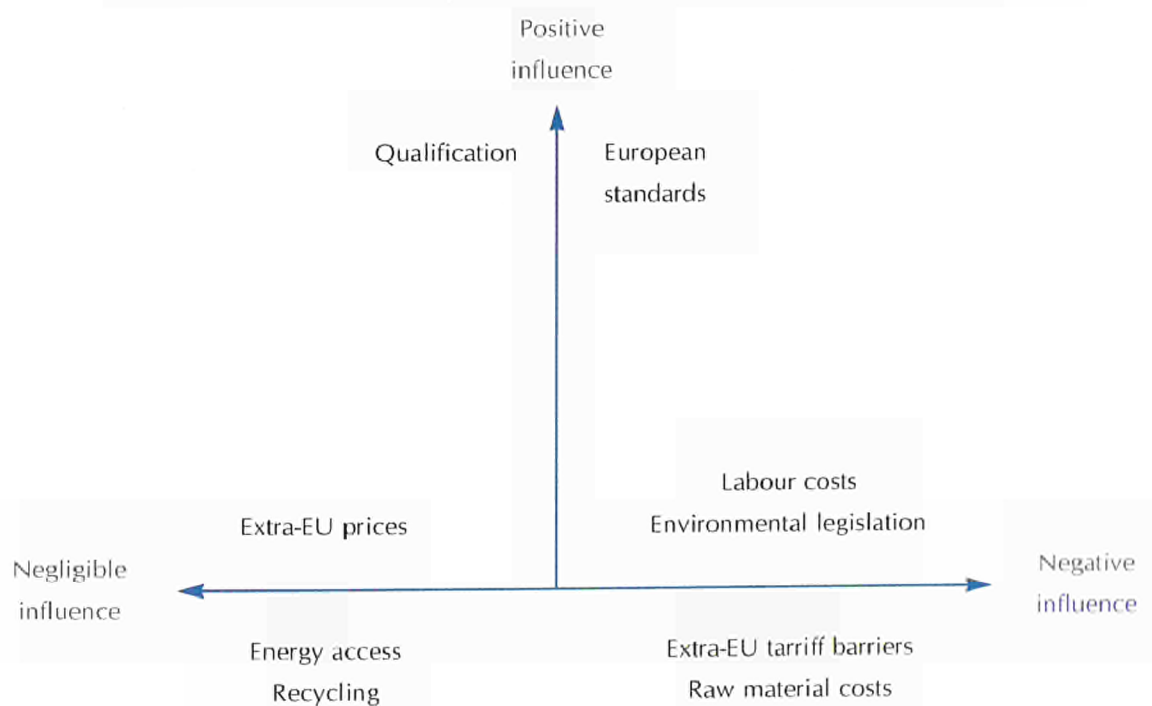 Positive
influence
Qualification
European
standards
Labour costs
Environmental legislation
Extra-EU prices
Negligible
influence
Negative
influence
Energy access
Recycling
Extra-EU tarriff barriers
Raw material costs